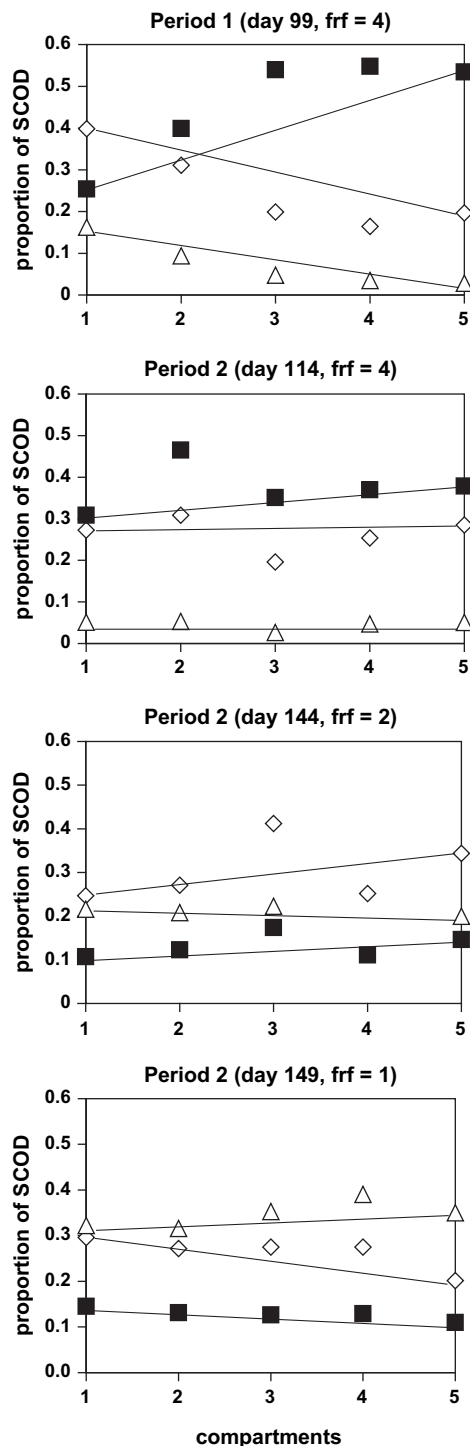 Period 1 (day 99, frf = 4)
0.6
0.5
0.4
0.3
0.2
0.1
0
proportion of SCOD
1 2 3 4 5
Period 2 (day 114, frf = 4)
0.6
0.5
0.4
0.3
0.2
0.1
0
proportion of SCOD
1 2 3 4 5
Period 2 (day 144, frf = 2)
0.6
0.5
0.4
0.3
0.2
0.1
0
proportion of SCOD
1 2 3 4 5
Period 2 (day 149, frf = 1)
0.6
0.5
0.4
0.3
0.2
0.1
0.0
proportion of SCOD
1 2 3 4 5
compartments